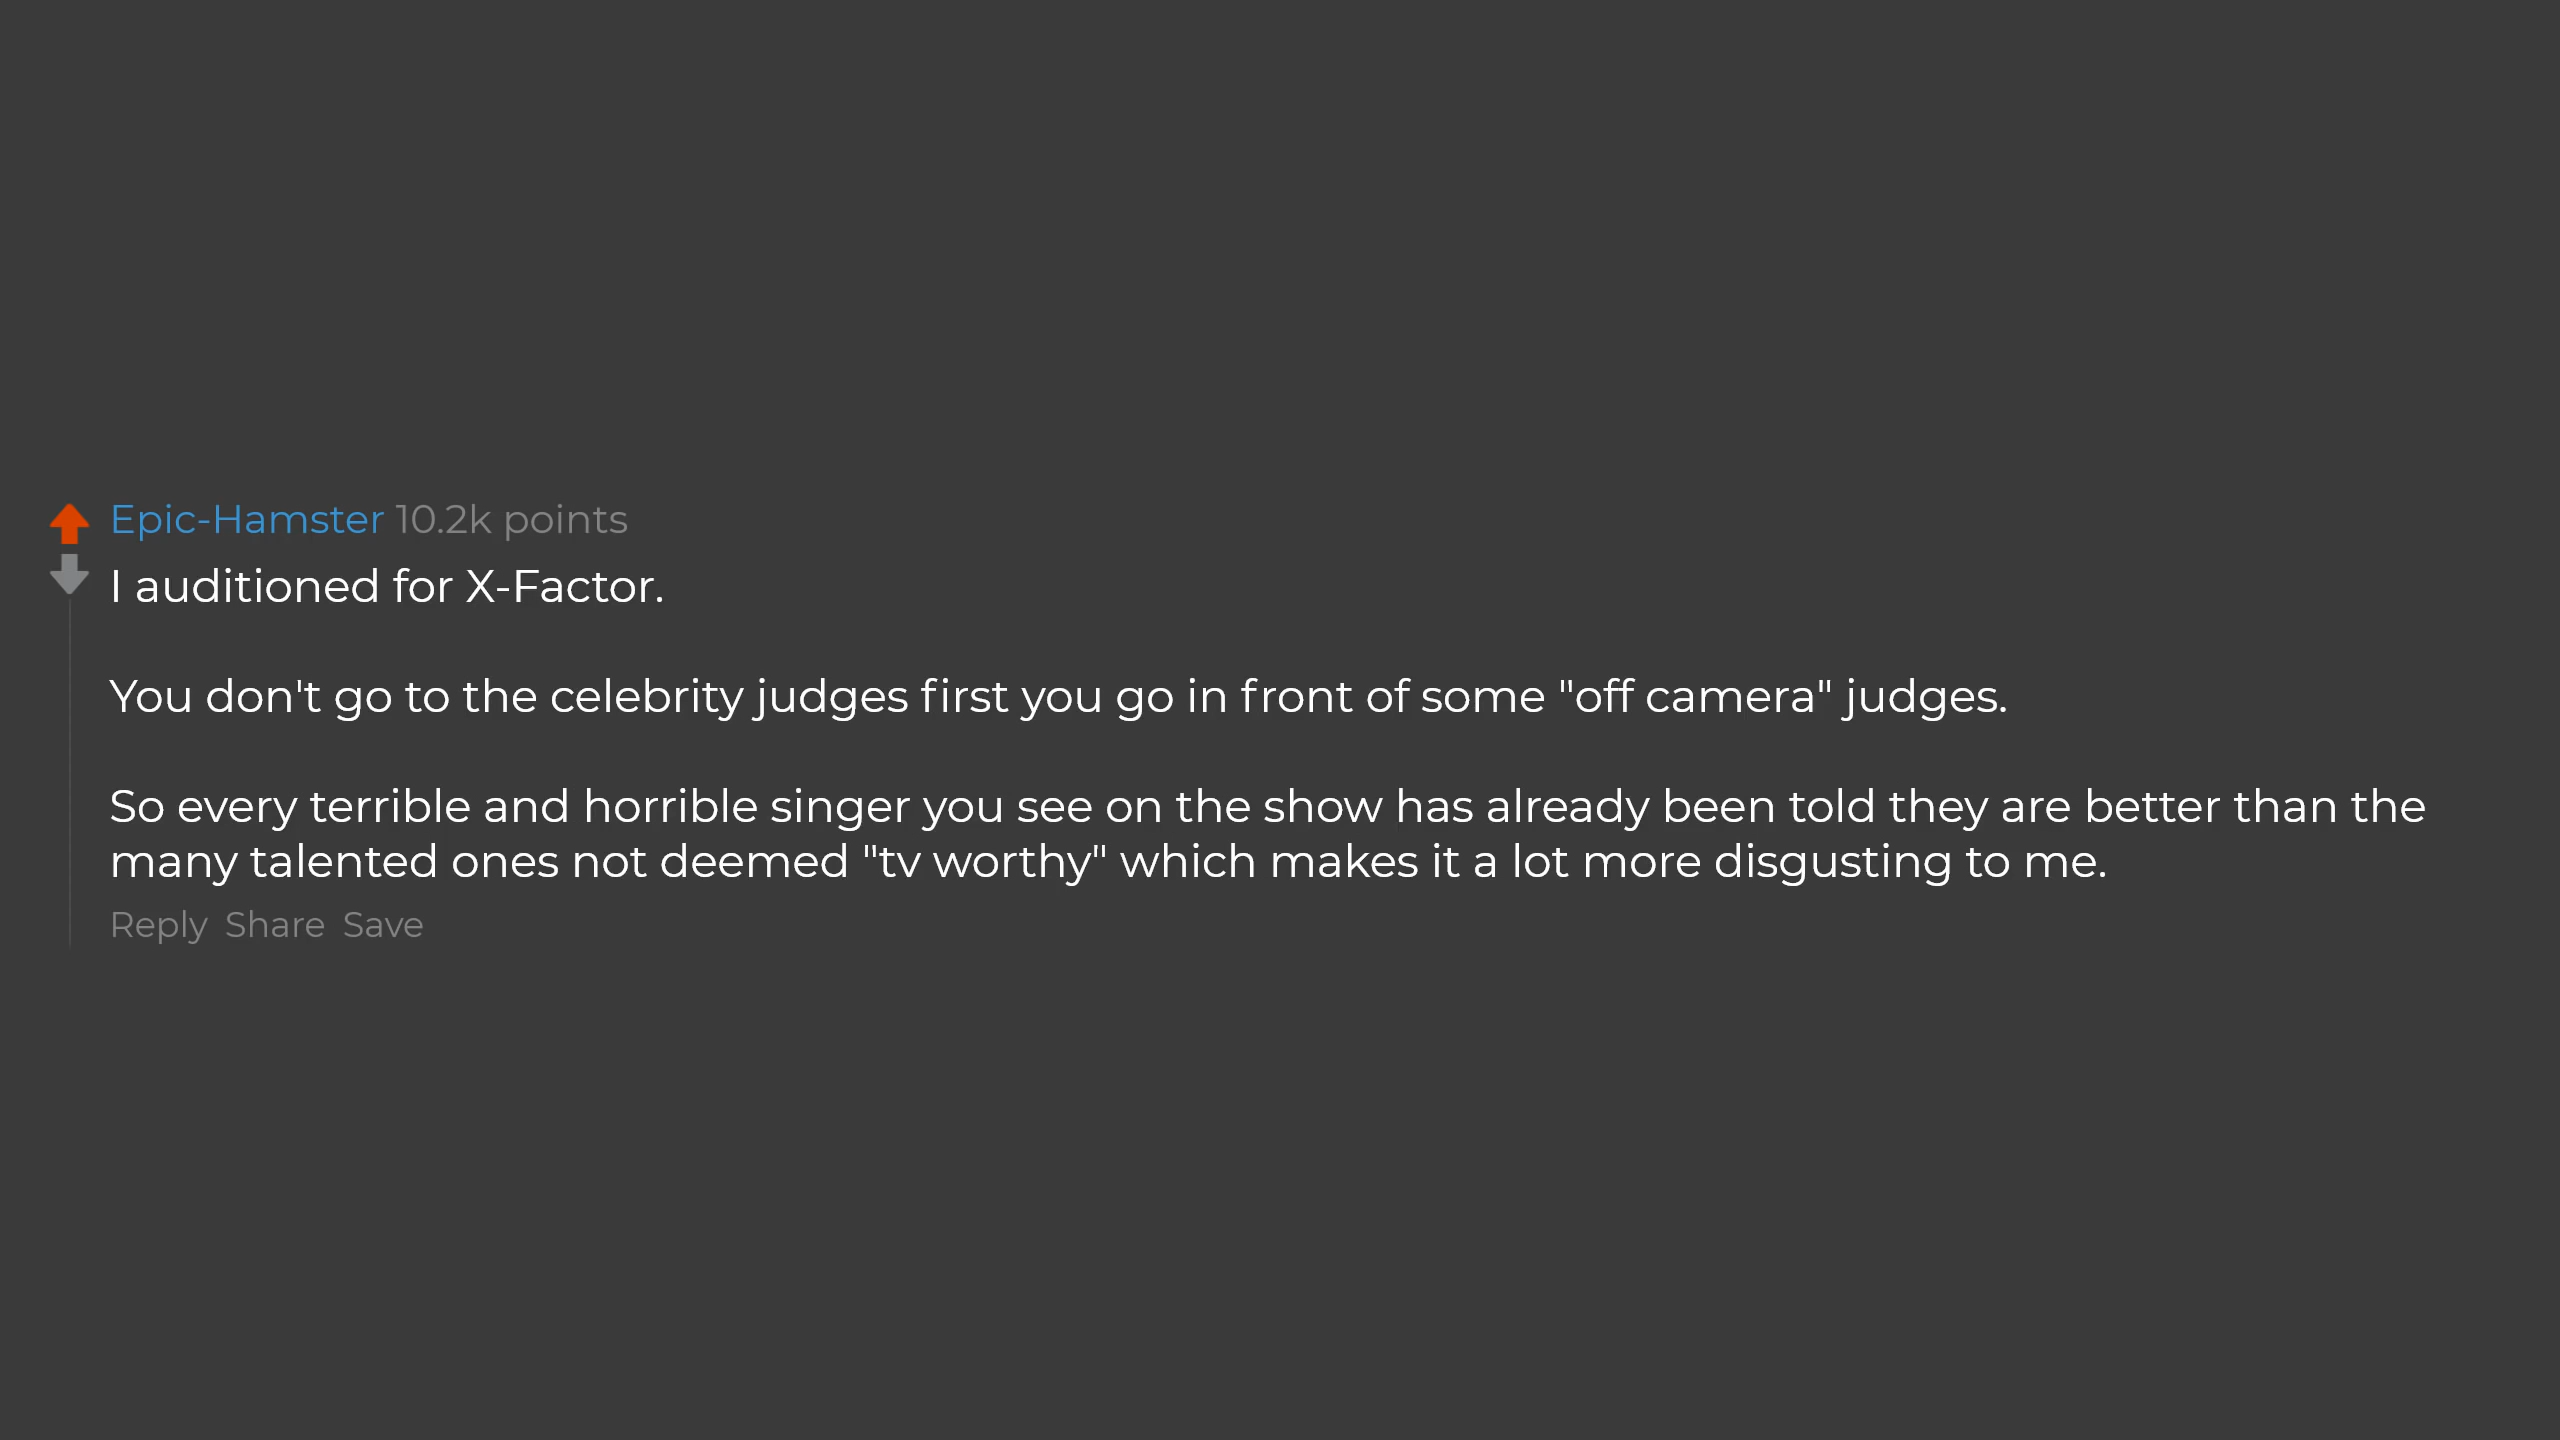 Epic-Hamster 10.2k points
I auditioned for X-Factor.
You don't go to the celebrity judges first you go in front of some "off camera" judges.
So every terrible and horrible singer you see on the show has already been told they are better than the
many talented ones not deemed "tv worthy" which makes it a lot more disgusting to me.
Reply Share Save